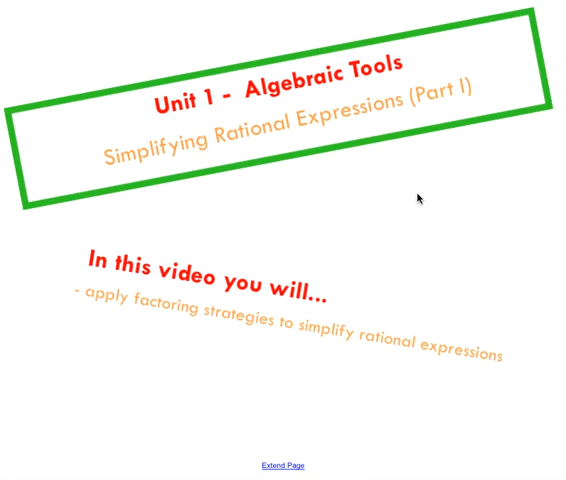 Unit 1 - Algebraic Tools
Simplifying Rational Expressions (Part I)
In this video you will...
- apply factoring strategies to simplify rational expressions
Extend Page